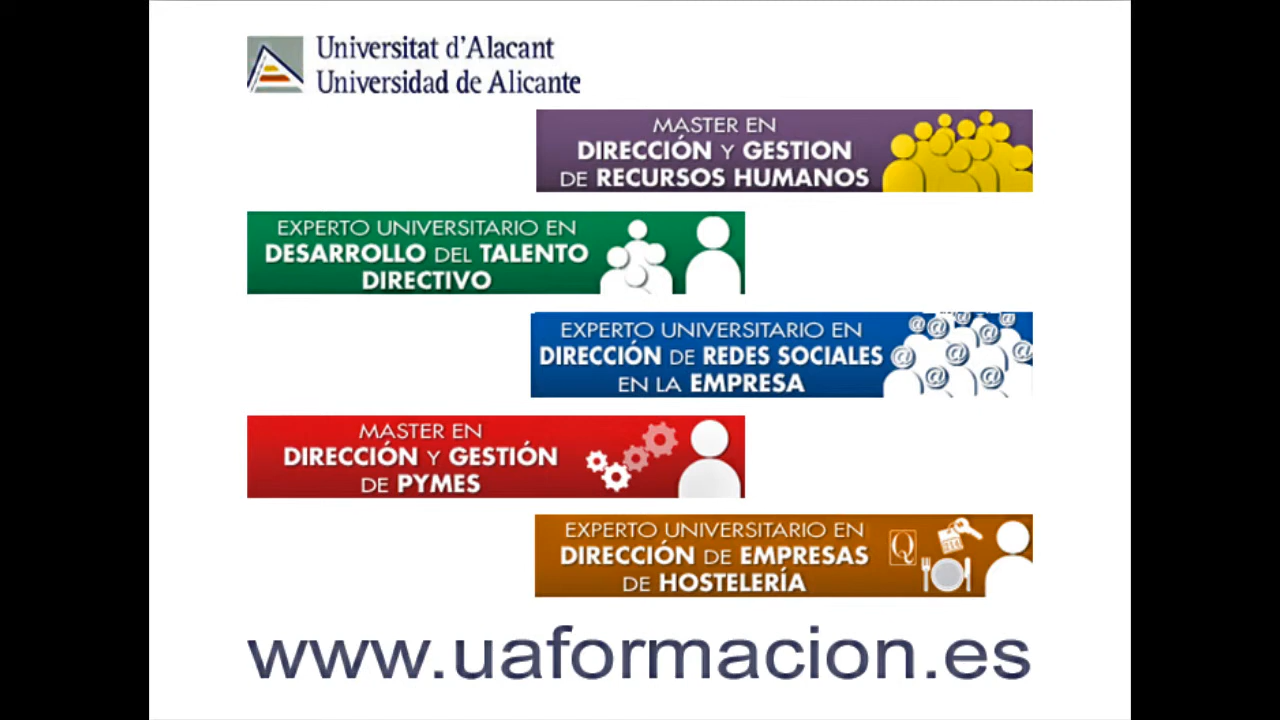 Universitat d'Alacant
Universidad de Alicante
MASTER EN
DIRECCIÓN Y GESTION
DE RECURSOS HUMANOS
EXPERTO UNIVERSITARIO EN
DESARROLLO DEL TALENTO
DIRECTIVO
EXPERTO UNIVERSITARIO EN
DIRECCIÓN DE REDES SOCIALES
EN LA EMPRESA
@ @ @ @ @ @ @ @ @ @
MASTER EN
DIRECCIÓN Y GESTIÓN
DE PYMES
EXPERTO UNIVERSITARIO EN
DIRECCIÓN DE EMPRESAS
DE HOSTELERÍA
Q
www.uaformacion.es